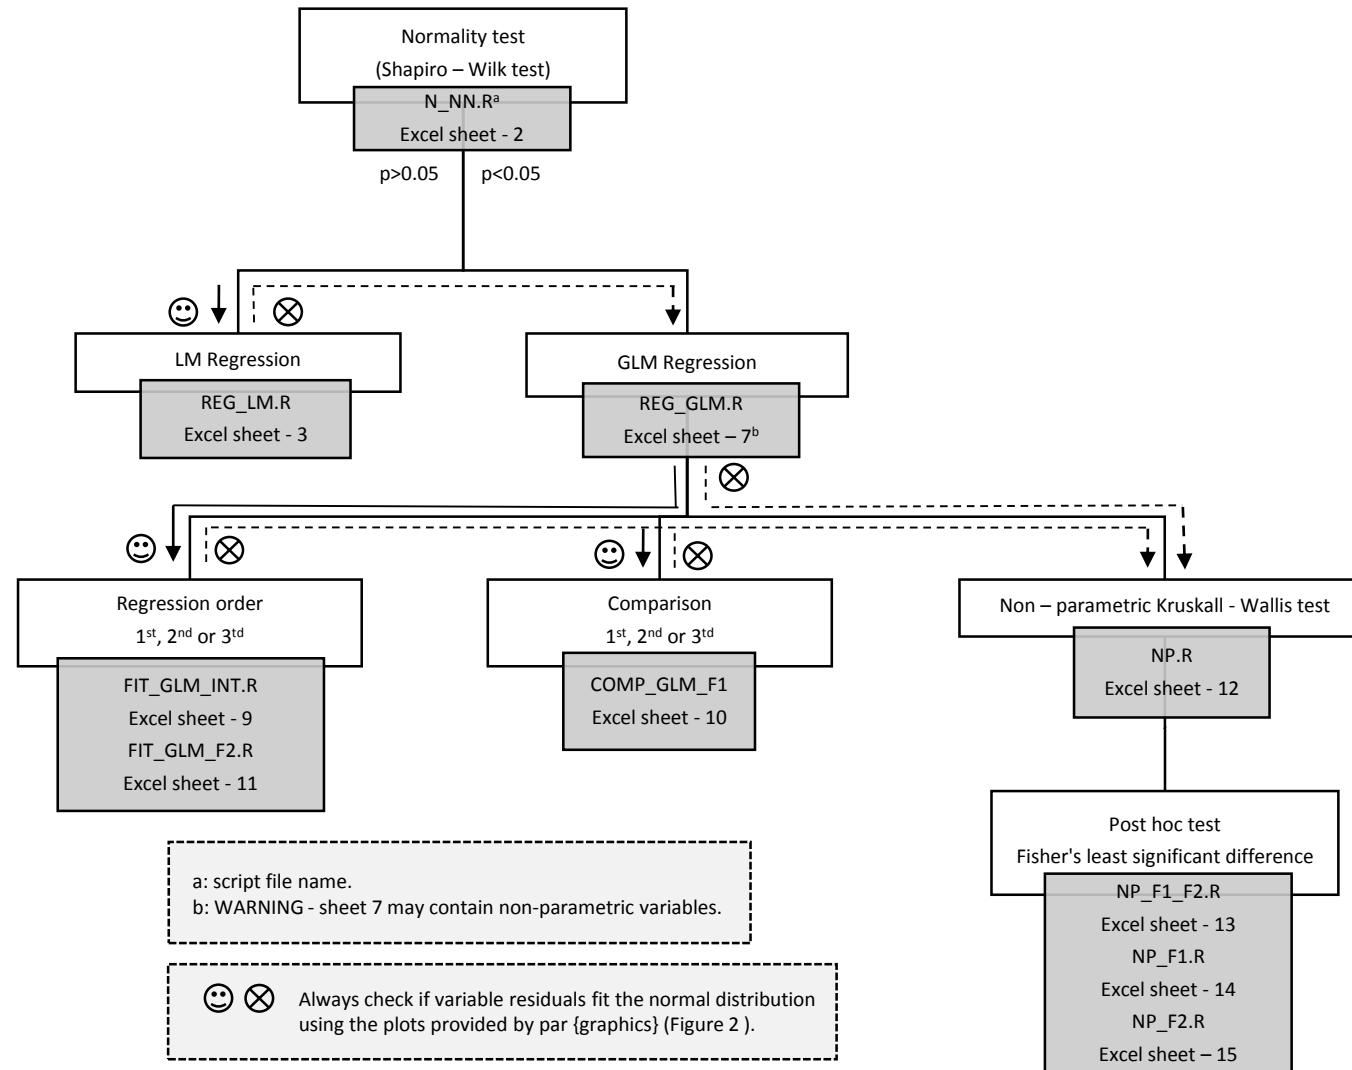 Normality test
(Shapiro – Wilk test)
N_NN.Rᵃ
Excel sheet - 2
p>0.05 p<0.05
LM Regression
REG_LM.R
Excel sheet - 3
GLM Regression
REG_GLM.R
Excel sheet – 7ᵇ
Regression order
1ˢᵗ, 2ⁿᵈ or 3ᵗᵈ
FIT_GLM_INT.R
Excel sheet - 9
FIT_GLM_F2.R
Excel sheet - 11
Comparison
1ˢᵗ, 2ⁿᵈ or 3ᵗᵈ
COMP_GLM_F1
Excel sheet - 10
Non – parametric Kruskall - Wallis test
NP.R
Excel sheet - 12
Post hoc test
Fisher's least significant difference
NP_F1_F2.R
Excel sheet - 13
NP_F1.R
Excel sheet - 14
NP_F2.R
Excel sheet – 15
a: script file name.
b: WARNING - sheet 7 may contain non-parametric variables.
Always check if variable residuals fit the normal distribution
using the plots provided by par {graphics} (Figure 2 ).